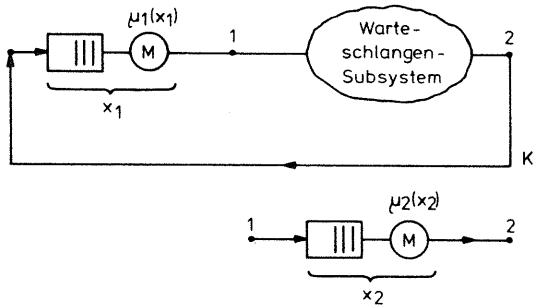 μ1(x1)
M
x1
1
Warte-
schlangen-
Subsystem
2
K
1
μ2(x2)
M
x2
2